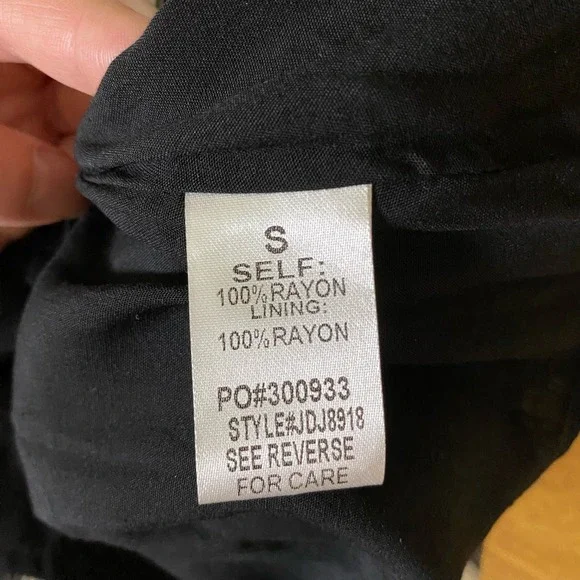 S
SELF:
100%RAYON
LINING:
100%RAYON
PO#300933
STYLE#JDJ8918
SEE REVERSE
FOR CARE